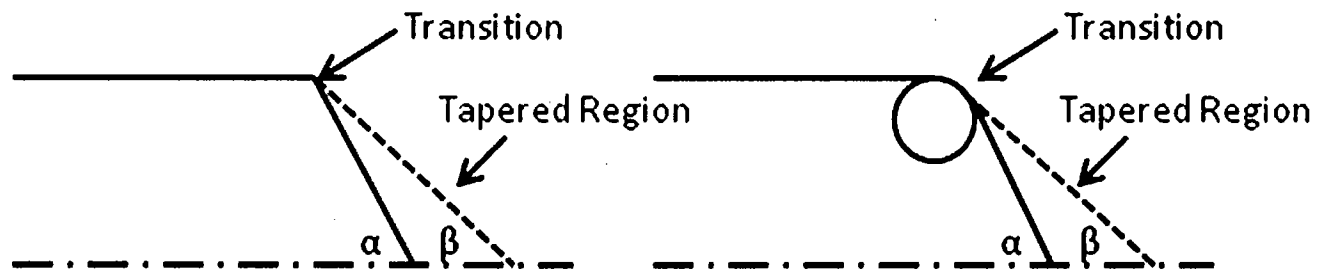 Transition
Tapered Region
α β
Transition
Tapered Region
α β